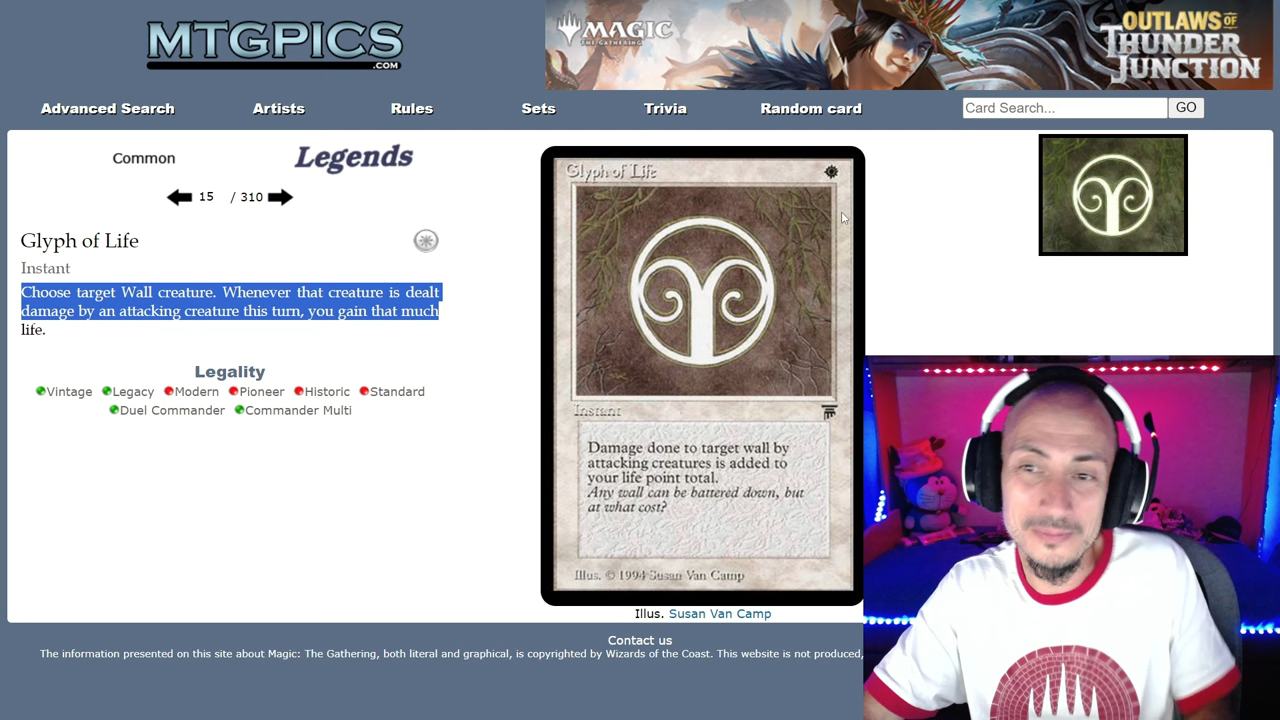 MTGPICS
.COM
MAGIC
THE GATHERING
OUTLAWS OF
THUNDER
JUNCTION
Advanced Search Artists Rules Sets Trivia Random card Card Search... GO
Common Legends
15 / 310
Glyph of Life
Instant
Choose target Wall creature. Whenever that creature is dealt
damage by an attacking creature this turn, you gain that much
life.
Legality
Vintage Legacy Modern Pioneer Historic Standard
Duel Commander Commander Multi
Glyph of Life
Instant
Damage done to target wall by
attacking creatures is added to
your life point total.
Any wall can be battered down, but
at what cost?
Illus. © 1994 Susan Van Camp
Illus. Susan Van Camp
Contact us
The information presented on this site about Magic: The Gathering, both literal and graphical, is copyrighted by Wizards of the Coast. This website is not produced,